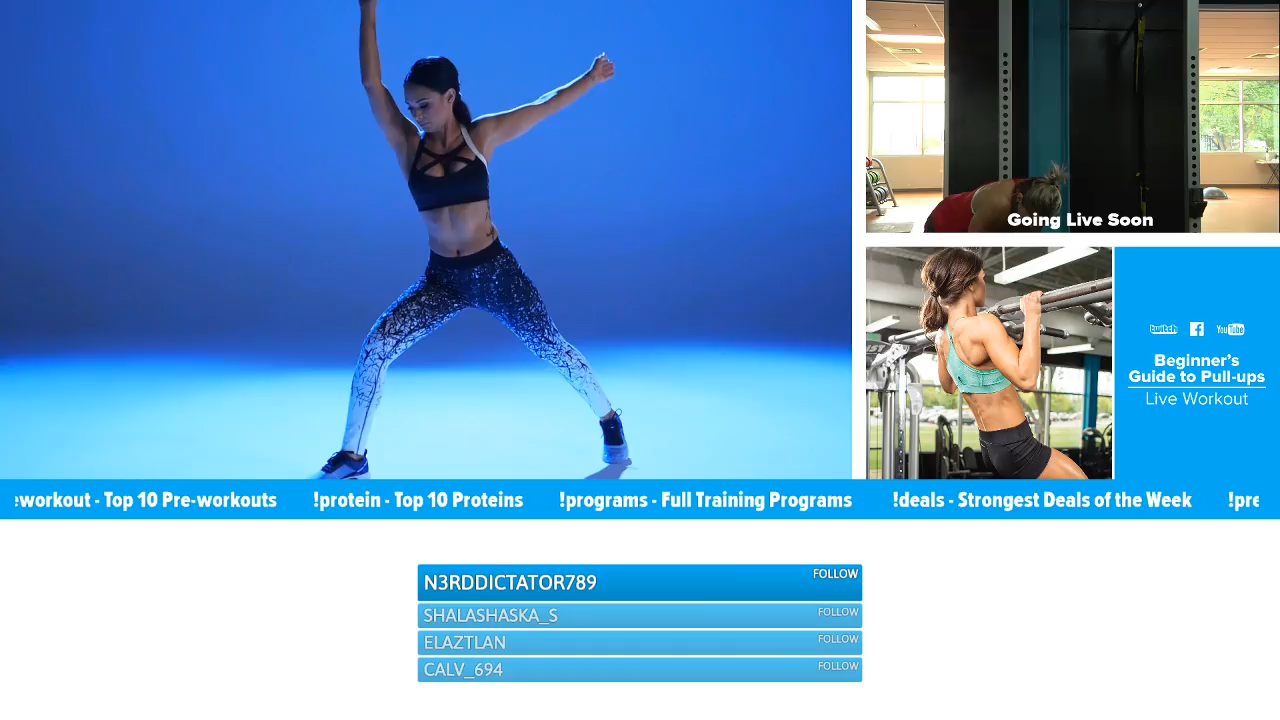 Going Live Soon
twitch f YouTube
Beginner's
Guide to Pull-ups
Live Workout
eworkout - Top 10 Pre-workouts !protein - Top 10 Proteins !programs - Full Training Programs !deals - Strongest Deals of the Week !pre
N3RDDICTATOR789 FOLLOW
SHALASHASKA_S FOLLOW
ELAZTLAN FOLLOW
CALV_694 FOLLOW